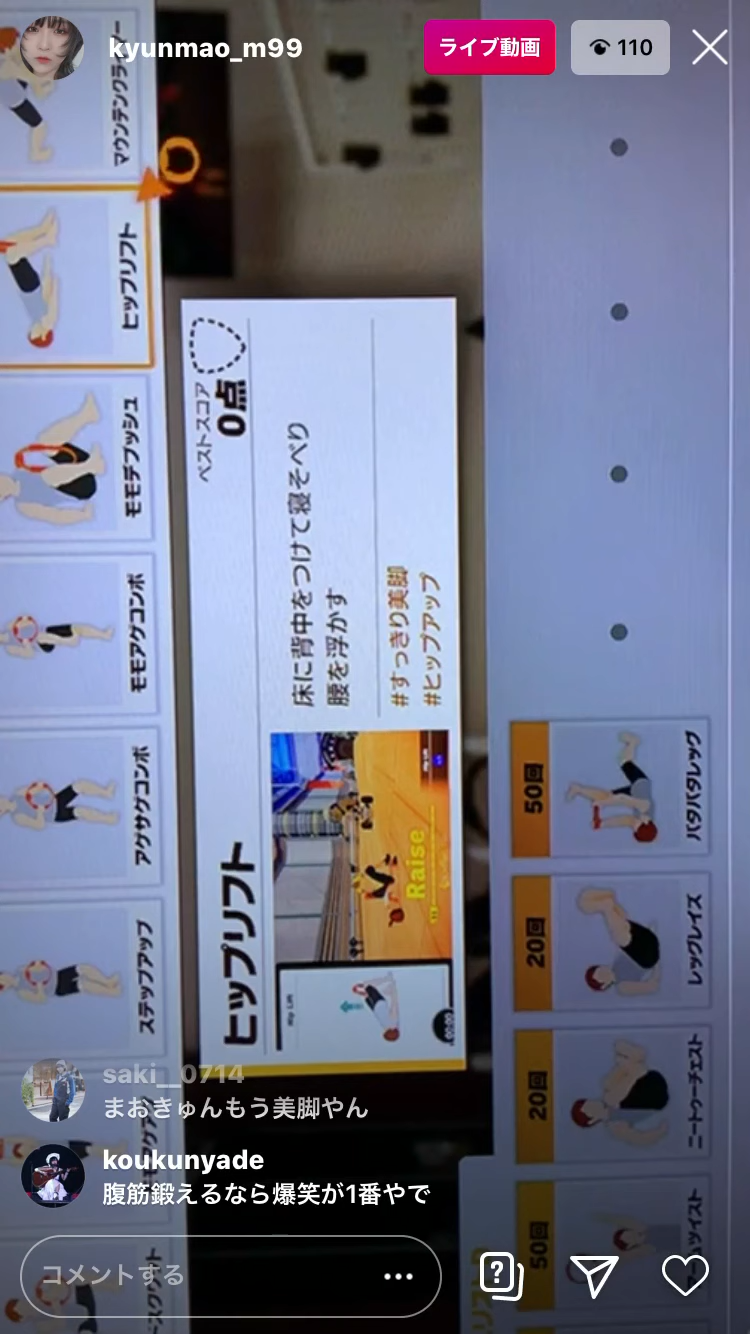 kyunmao_m99
ライブ動画
110
マウンテンクライマー
ヒップリフト
モモデプッシュ
モモアゲコンボ
アクサゲコンボ
ステップアップ
ヒップリフト
ベストスコア
0点
床に背中をつけて寝そべり
腰を浮かす
#すっきり美脚
#ヒップアップ
Raise
Hip Lift
00:00
50回
バタバタレッグ
20回
レッグレイズ
20回
ニートゥーチェスト
50回
saki__0714
まおきゅんもう美脚やん
koukunyade
腹筋鍛えるなら爆笑が1番やで
コメントする